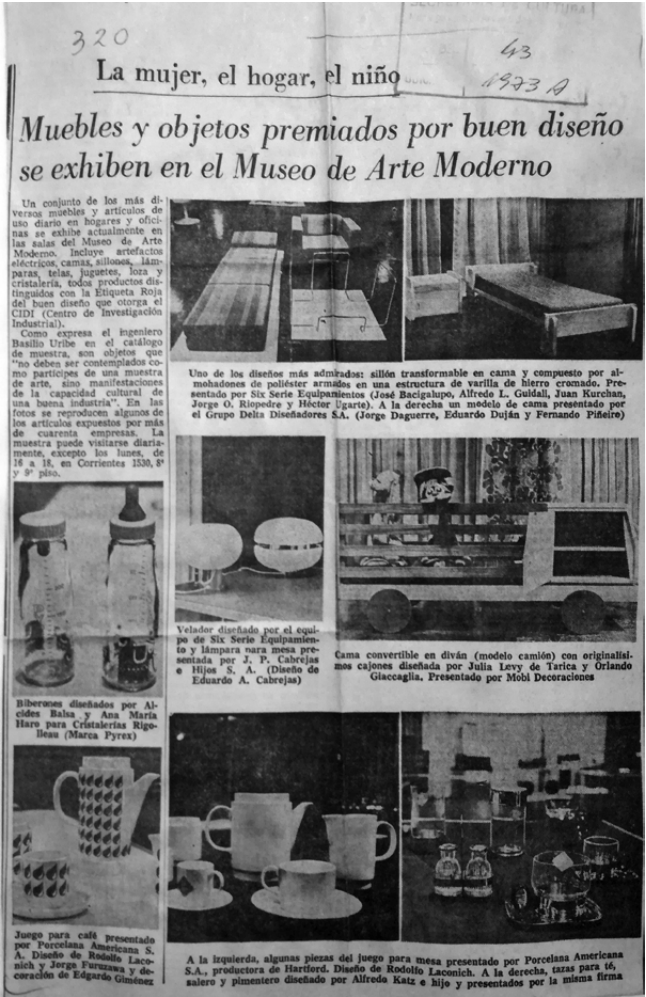 320
43
1973 A
La mujer, el hogar, el niño
Muebles y objetos premiados por buen diseño
se exhiben en el Museo de Arte Moderno
Un conjunto de los más di-
versos muebles y artículos de
uso diario en hogares y ofici-
nas se exhibe actualmente en
las salas del Museo de Arte
Moderno. Incluye artefactos
eléctricos, camas, sillones, lám-
paras, telas, juguetes, loza y
cristalería, todos productos dis-
tinguidos con la Etiqueta Roja
del buen diseño que otorga el
CIDI (Centro de Investigación
Industrial).
Como expresa el ingeniero
Basilio Uribe en el catálogo
de muestra, son objetos que
"no deben ser contemplados co-
mo partícipes de una muestra
de arte, sino manifestaciones
de la capacidad cultural de
una buena industria". En las
fotos se reproducen algunos de
los artículos expuestos por más
de cuarenta empresas. La
muestra puede visitarse diaria-
mente, excepto los lunes, de
16 a 18, en Corrientes 1530, 8º
y 9º piso.
Uno de los diseños más admirados: sillón transformable en cama y compuesto por al-
mohadones de poliéster armados en una estructura de varilla de hierro cromado. Pre-
sentado por Six Serie Equipamientos (José Bacigalupo, Alfredo L. Guidali, Juan Kurchan,
Jorge O. Riopedre y Héctor Ugarte). A la derecha un modelo de cama presentado por
el Grupo Delta Diseñadores S.A. (Jorge Daguerre, Eduardo Duján y Fernando Piñeiro)
Velador diseñado por el equi-
po de Six Serie Equipamien-
to y lámpara para mesa pre-
sentada por J. P. Cabrejas
e Hijos S. A. (Diseño de
Eduardo A. Cabrejas)
Cama convertible en diván (modelo camión) con originalísi-
mos cajones diseñada por Julia Levy de Tarica y Orlando
Giaccaglia. Presentado por Mobi Decoraciones
Biberones diseñados por Al-
cides Balsa y Ana María
Haro para Cristalerías Rigo-
lleau (Marca Pyrex)
Juego para café presentado
por Porcelana Americana S.
A. Diseño de Rodolfo Laco-
nich y Jorge Furuzawa y de-
coración de Edgardo Giménez
A la izquierda, algunas piezas del juego para mesa presentado por Porcelana Americana
S.A., productora de Hartford. Diseño de Rodolfo Laconich. A la derecha, tazas para té,
salero y pimentero diseñado por Alfredo Katz e hijo y presentados por la misma firma